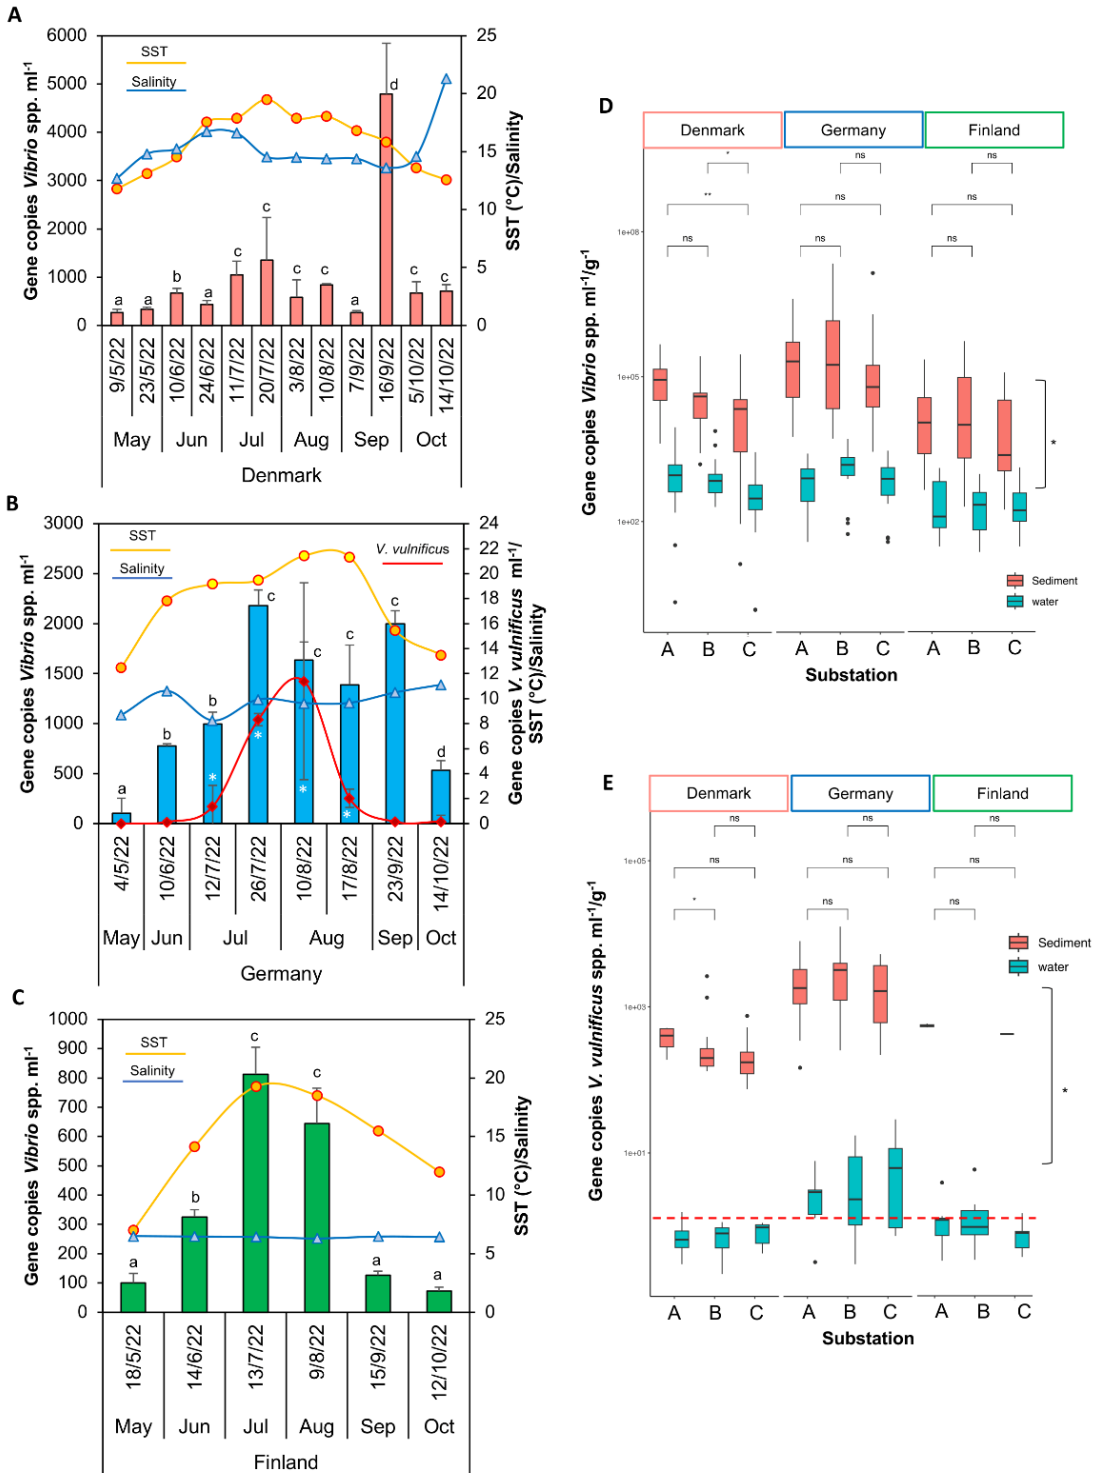 A
Gene copies Vibrio spp. ml-1
6000
5000
4000
3000
2000
1000
0
SST
Salinity
a
a
b
a
c
c
c
c
a
d
c
c
25
20
15
10
5
0
SST (°C)/Salinity
9/5/22
23/5/22
10/6/22
24/6/22
11/7/22
20/7/22
3/8/22
10/8/22
7/9/22
16/9/22
5/10/22
14/10/22
May
Jun
Jul
Aug
Sep
Oct
Denmark
B
Gene copies Vibrio spp. ml-1
3000
2500
2000
1500
1000
500
0
SST
Salinity
V. vulnificus
a
b
b
c
c
c
c
d
*
*
*
*
24
22
20
18
16
14
12
10
8
6
4
2
0
Gene copies V. vulnificus ml-1/
SST (°C)/Salinity
4/5/22
10/6/22
12/7/22
26/7/22
10/8/22
17/8/22
23/9/22
14/10/22
May
Jun
Jul
Aug
Sep
Oct
Germany
C
Gene copies Vibrio spp. ml-1
1000
900
800
700
600
500
400
300
200
100
0
SST
Salinity
a
b
c
c
a
a
25
20
15
10
5
0
SST (°C)/Salinity
18/5/22
14/6/22
13/7/22
9/8/22
15/9/22
12/10/22
May
Jun
Jul
Aug
Sep
Oct
Finland
D
Denmark
Germany
Finland
*
**
ns
ns
ns
ns
ns
ns
ns
Gene copies Vibrio spp. ml-1/g-1
1e+08
1e+05
1e+02
*
Sediment
water
A
B
C
A
B
C
A
B
C
Substation
E
Denmark
Germany
Finland
ns
ns
*
ns
ns
ns
ns
ns
ns
Gene copies V. vulnificus spp. ml-1/g-1
1e+05
1e+03
1e+01
Sediment
water
*
A
B
C
A
B
C
A
B
C
Substation